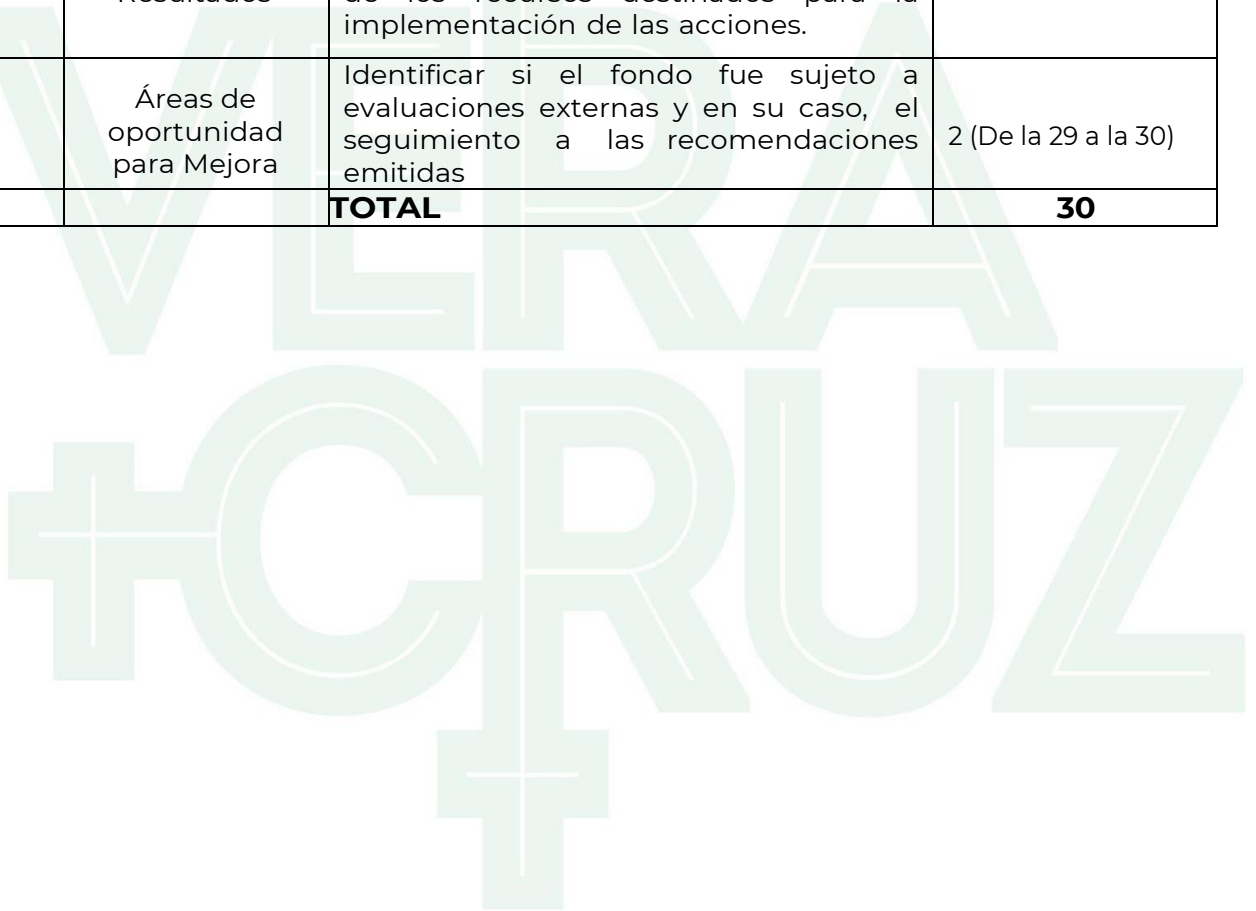 implementación de las acciones.
Áreas de
oportunidad
para Mejora
Identificar si el fondo fue sujeto a
evaluaciones externas y en su caso, el
seguimiento a las recomendaciones
emitidas
2 (De la 29 a la 30)
TOTAL
30
VERA
CRUZ